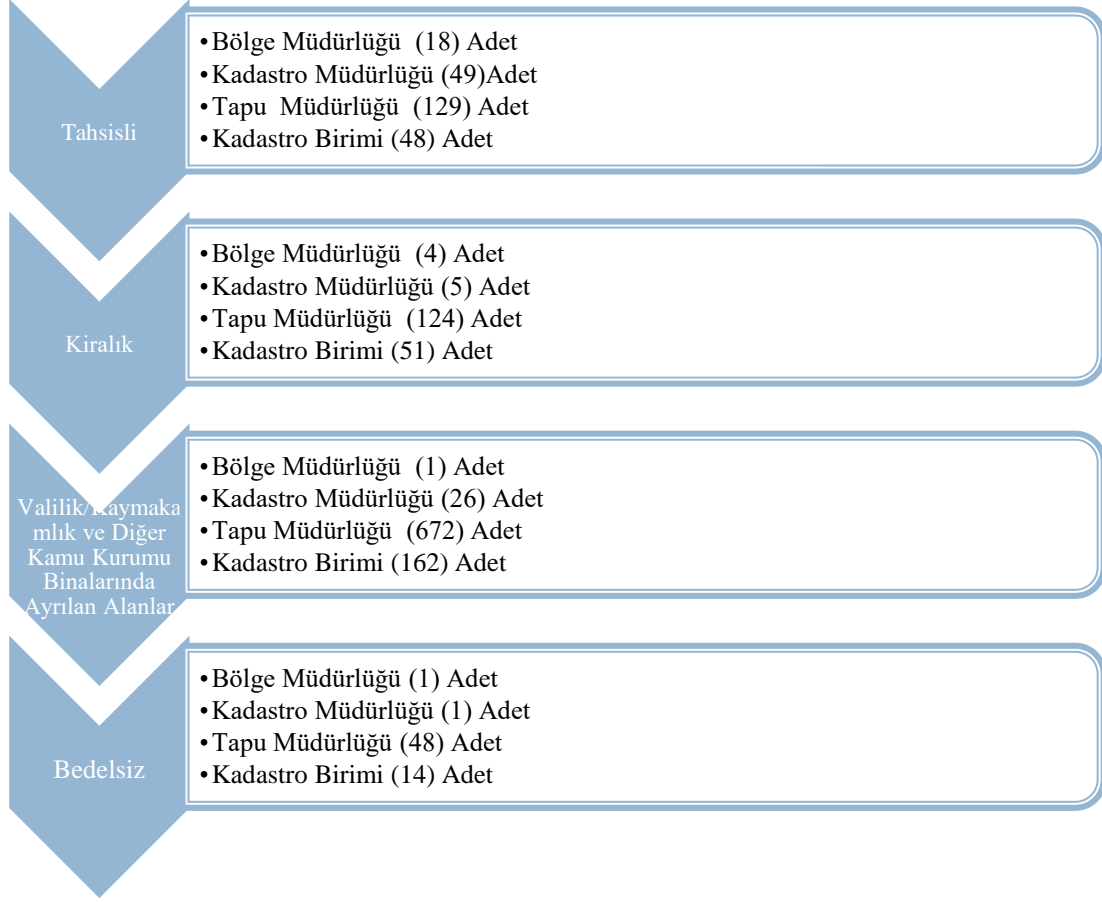 Tahsisli
•Bölge Müdürlüğü  (18) Adet
•Kadastro Müdürlüğü (49)Adet
•Tapu  Müdürlüğü  (129) Adet
•Kadastro Birimi (48) Adet
Kiralık
•Bölge Müdürlüğü  (4) Adet
•Kadastro Müdürlüğü (5) Adet
•Tapu Müdürlüğü  (124) Adet
•Kadastro Birimi (51) Adet
Valilik/Kaymaka
mlık ve Diğer
Kamu Kurumu
Binalarında
Ayrılan Alanlar
•Bölge Müdürlüğü  (1) Adet
•Kadastro Müdürlüğü (26) Adet
•Tapu Müdürlüğü  (672) Adet
•Kadastro Birimi (162) Adet
Bedelsiz
•Bölge Müdürlüğü (1) Adet
•Kadastro Müdürlüğü (1) Adet
•Tapu Müdürlüğü (48) Adet
•Kadastro Birimi (14) Adet